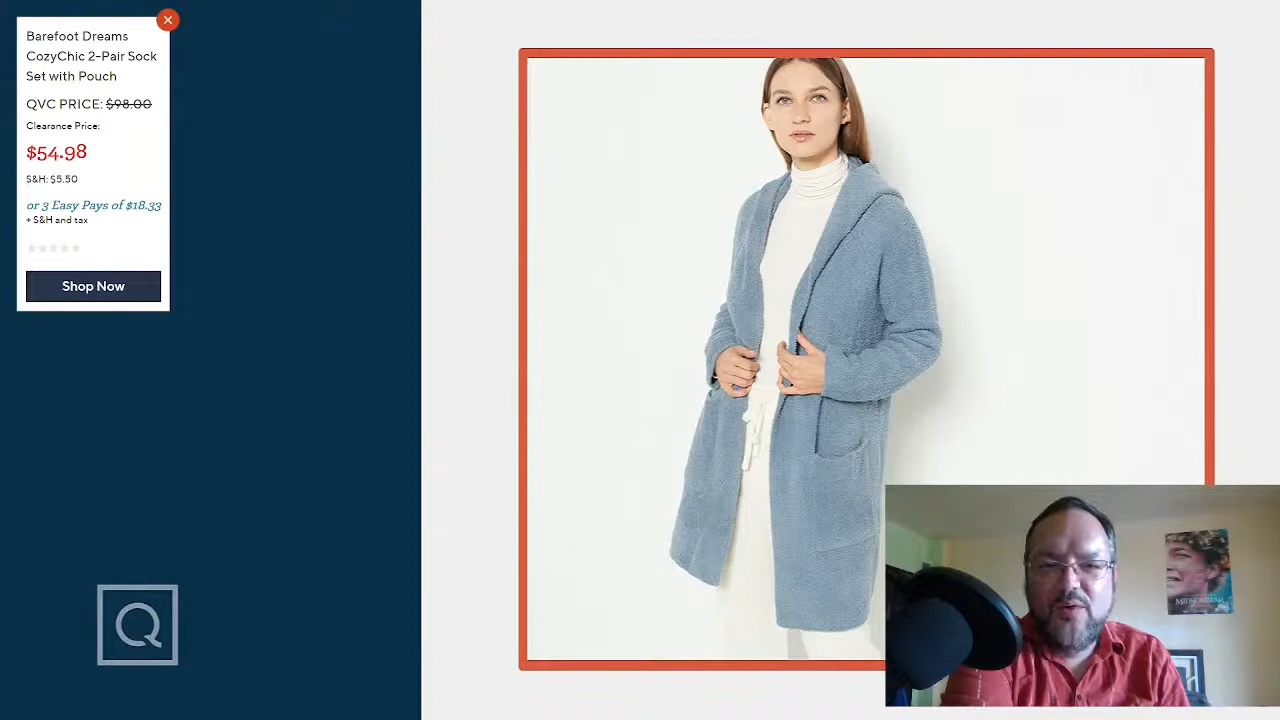 Barefoot Dreams
CozyChic 2-Pair Sock
Set with Pouch
QVC PRICE: $98.00
Clearance Price:
$54.98
S&H: $5.50
or 3 Easy Pays of $18.33
+ S&H and tax
Shop Now
Q
MIDSOMMAR